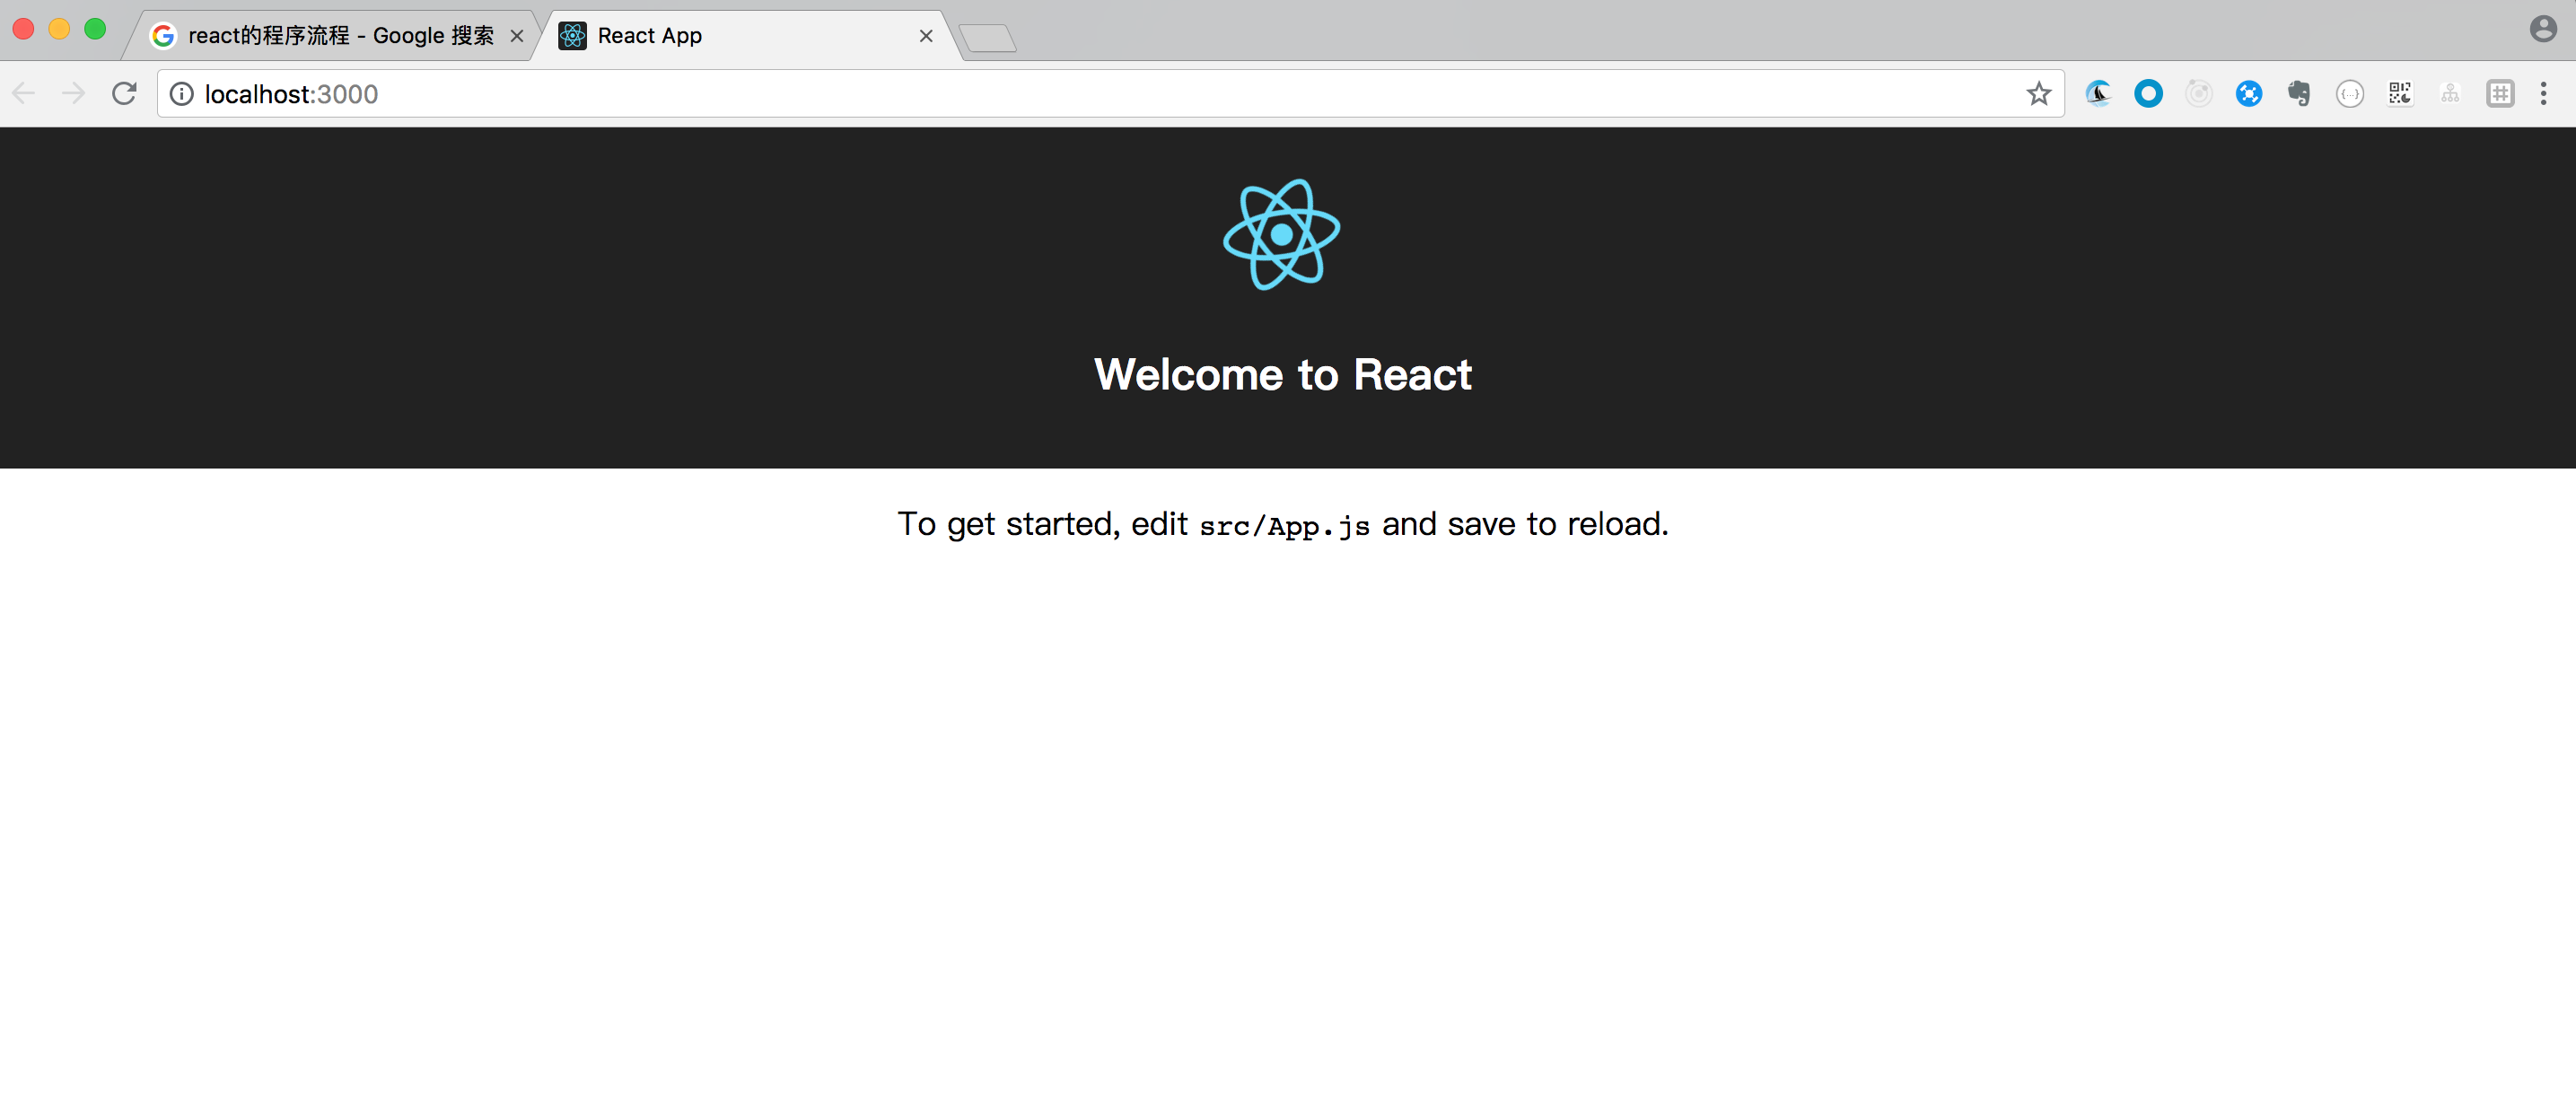 react的程序流程 - Google 搜索
React App
localhost:3000
Welcome to React
To get started, edit src/App.js and save to reload.